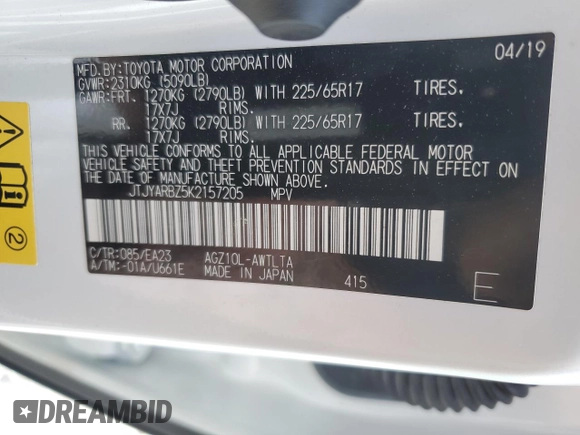 MFD.BY:TOYOTA MOTOR CORPORATION 04/19
GVWR:2310KG (5090LB)
GAWR:FRT. 1270KG (2790LB) WITH 225/65R17 TIRES.
17X7J RIMS.
RR. 1270KG (2790LB) WITH 225/65R17 TIRES.
17X7J RIMS.
THIS VEHICLE CONFORMS TO ALL APPLICABLE FEDERAL MOTOR
VEHICLE SAFETY AND THEFT PREVENTION STANDARDS IN EFFECT ON
THE DATE OF MANUFACTURE SHOWN ABOVE.
JTJYARBZ5K2157205 MPV
C/TR:085/EA23 AGZ10L-AWTLTA
A/TM:-01A/U661E MADE IN JAPAN 415
E
2
DREAMBID